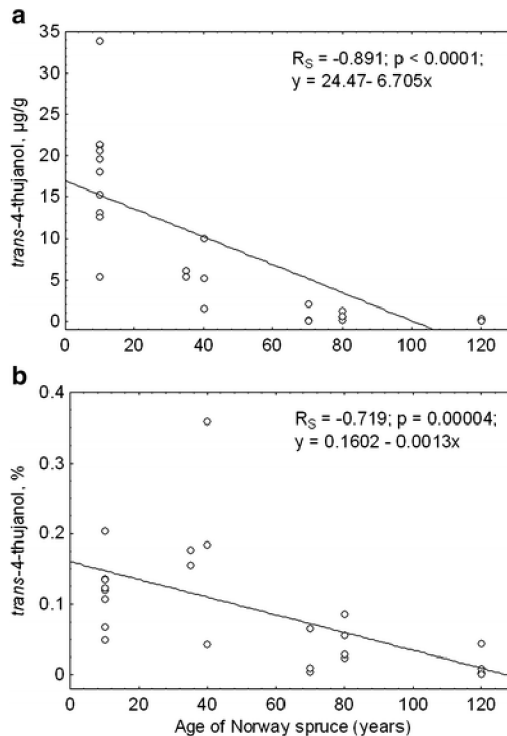 a
R_S = -0.891; p < 0.0001;
y = 24.47- 6.705x
trans-4-thujanol, µg/g
35
30
25
20
15
10
5
0
0 20 40 60 80 100 120
b
R_S = -0.719; p = 0.00004;
y = 0.1602 - 0.0013x
trans-4-thujanol, %
0.4
0.3
0.2
0.1
0
0 20 40 60 80 100 120
Age of Norway spruce (years)